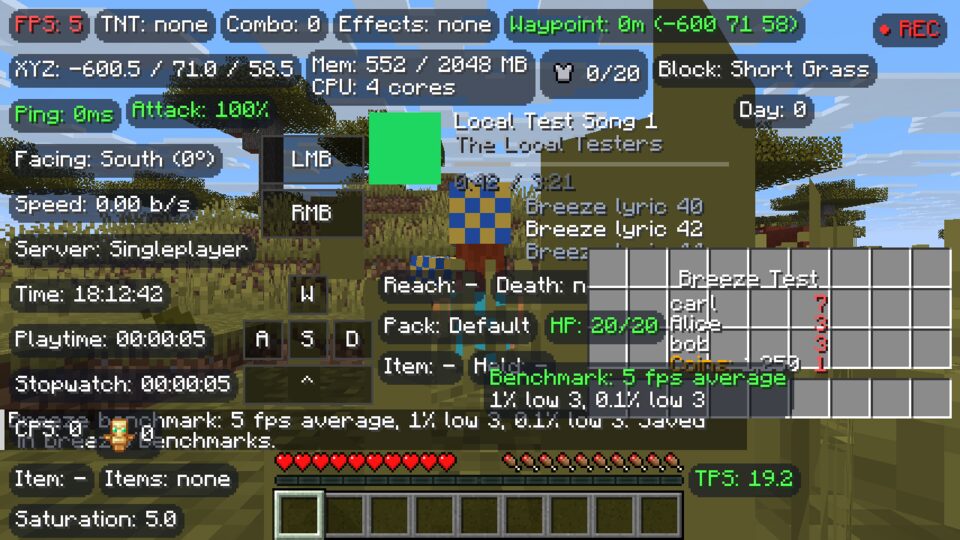 FPS: 5
TNT: none
Combo: 0
Effects: none
Waypoint: 0m (-600 71 58)
REC
XYZ: -600.5 / 71.0 / 58.5
Mem: 552 / 2048 MB
CPU: 4 cores
0/20
Block: Short Grass
Ping: 0ms
Attack: 100%
Day: 0
Local Test Song 1
The Local Testers
0:42 / 3:21
Facing: South (0°)
LMB
Speed: 0.00 b/s
RMB
Breeze lyric 40
Breeze lyric 42
Breeze lyric
Server: Singleplayer
Breeze Test
Time: 18:12:42
W
Reach: -
Death: n
carl 7
Alice 3
bob 3
Coins: 1,250 1
Playtime: 00:00:05
A
S
D
Pack: Default
HP: 20/20
Item: -
Stopwatch: 00:00:05
^
Benchmark: 5 fps average
1% low 3, 0.1% low 3
Breeze benchmark: 5 fps average, 1% low 3, 0.1% low 3. Saved
in breeze benchmarks.
CPS: 0
0
Item: -
Items: none
TPS: 19.2
Saturation: 5.0